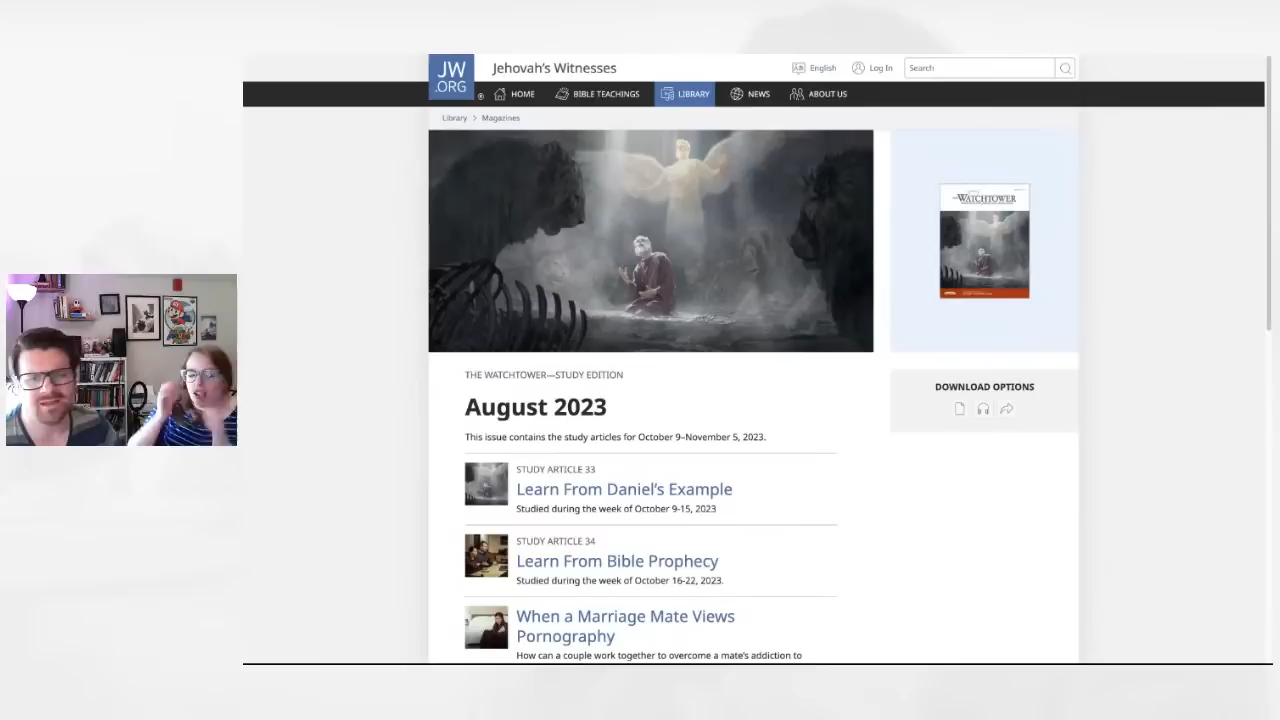 JW
.ORG
®
Jehovah's Witnesses
English
Log In
Search
HOME
BIBLE TEACHINGS
LIBRARY
NEWS
ABOUT US
Library > Magazines
THE WATCHTOWER
THE WATCHTOWER—STUDY EDITION
August 2023
This issue contains the study articles for October 9–November 5, 2023.
DOWNLOAD OPTIONS
STUDY ARTICLE 33
Learn From Daniel's Example
Studied during the week of October 9-15, 2023
STUDY ARTICLE 34
Learn From Bible Prophecy
Studied during the week of October 16-22, 2023.
When a Marriage Mate Views
Pornography
How can a couple work together to overcome a mate's addiction to